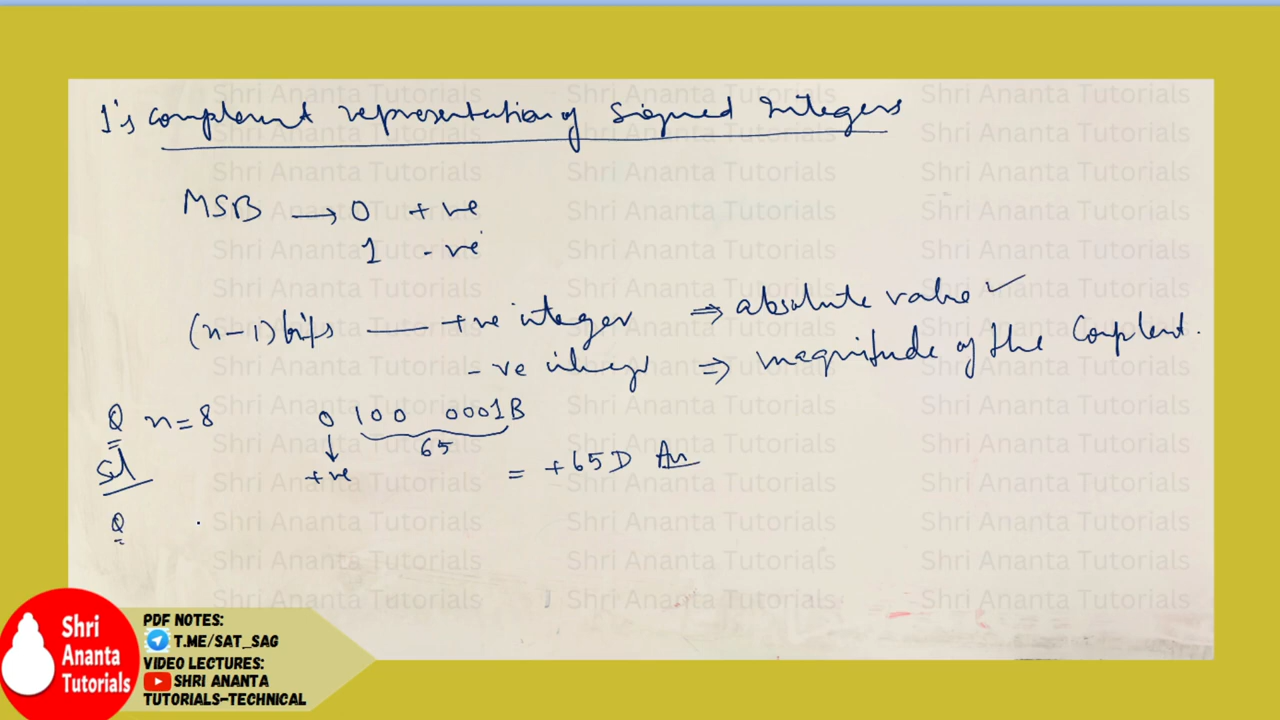 1's complement representation of Signed Integers
MSB → 0 +ve
1 -ve
(n-1) bits — +ve integer ⇒ absolute value ✓
-ve integer ⇒ magnitude of the complent.
Q n=8 0 100 0001B
65
Sol +ve = +65D An
Q
Shri
Ananta
Tutorials
PDF NOTES:
T.ME/SAT_SAG
VIDEO LECTURES:
SHRI ANANTA
TUTORIALS-TECHNICAL